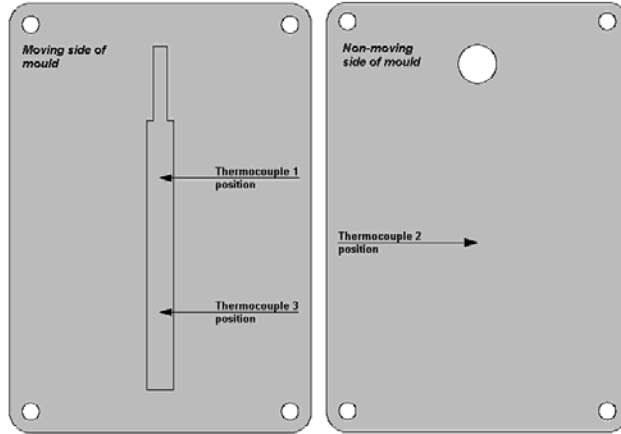 Moving side of
mould
Thermocouple 1
position
Thermocouple 3
position
Non-moving
side of mould
Thermocouple 2
position